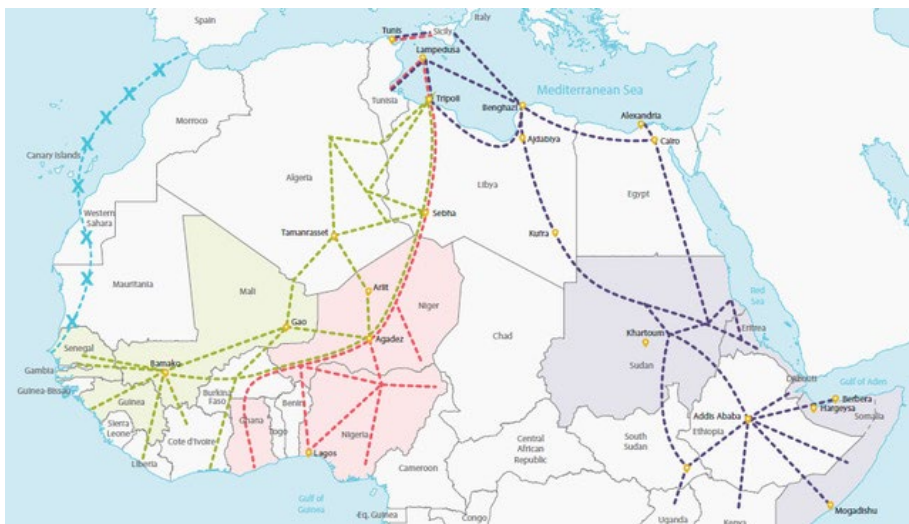 Spain
Italy
Tunis
Sicily
Lampedusa
Mediterranean Sea
Tunisia
Tripoli
Benghazi
Alexandria
Morroco
Ajdabiya
Cairo
Canary Islands
Algeria
Libya
Egypt
Western
Sahara
Sebha
Tamanrasset
Kufra
Mauritania
Mali
Arlit
Niger
Red
Sea
Gao
Chad
Khartoum
Eritrea
Senegal
Agadez
Sudan
Gambia
Bamako
Guinea-Bissau
Guinea
Burkina
Faso
Benin
Djibouti
Gulf of Aden
Berbera
Hargeysa
Somalia
Sierra
Leone
Cote d'Ivoire
Ghana
Togo
Nigeria
Addis Ababa
Ethiopia
South
Sudan
Central
African
Republic
Liberia
Lagos
Cameroon
Gulf of
Guinea
Eq. Guinea
Congo
Uganda
Kenya
Mogadishu